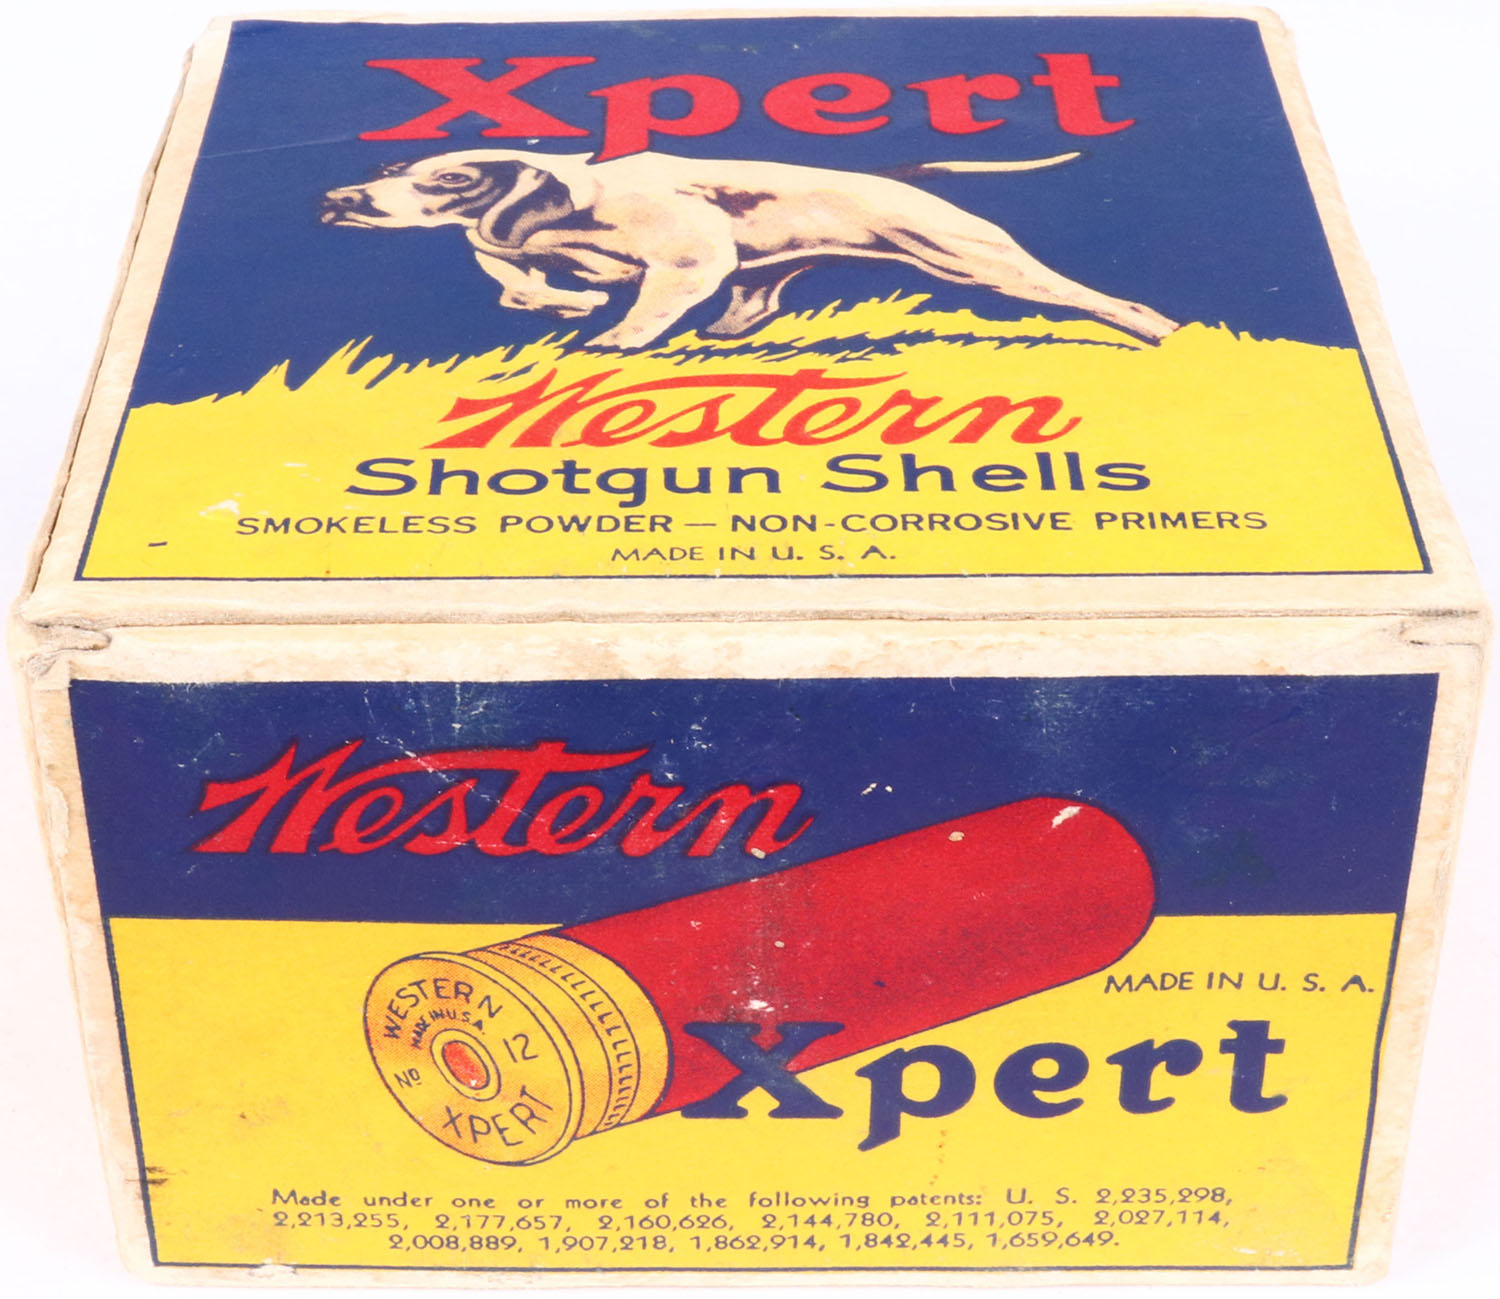 Xpert
Western
Shotgun Shells
SMOKELESS POWDER — NON-CORROSIVE PRIMERS
MADE IN U. S. A.
Western
WESTERN
MADE IN U.S.A.
No 12
XPERT
MADE IN U. S. A.
Xpert
Made under one or more of the following patents: U. S. 2,235,298,
2,213,255, 2,177,657, 2,160,626, 2,144,780, 2,111,075, 2,027,114,
2,008,889, 1,907,218, 1,862,914, 1,842,445, 1,659,649.